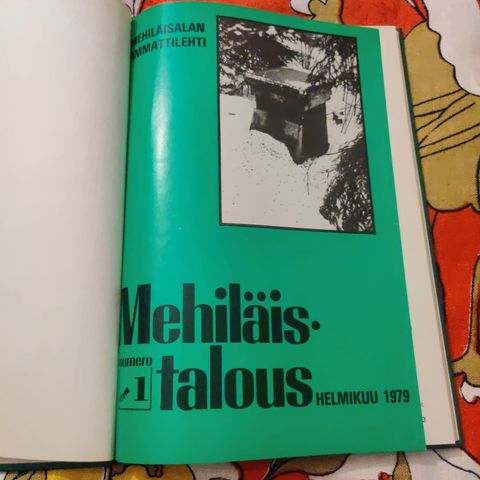 MEHILÄISALAN
AMMATTILEHTI
Mehiläis-
talous
numero
1
HELMIKUU 1979